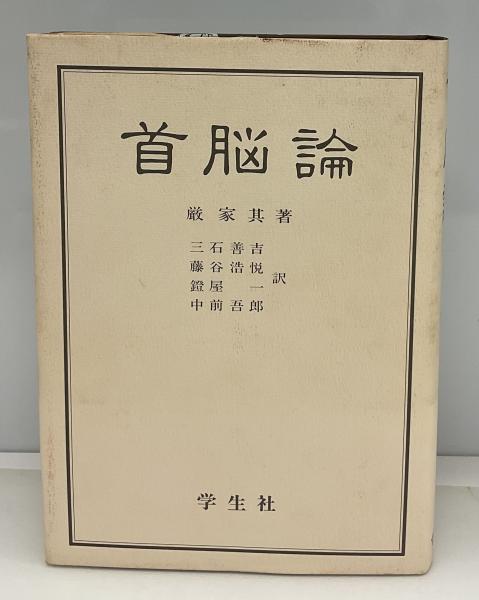 首脳論
厳家其著
三石善吉
藤谷浩悦
鐙屋一
中前吾郎
訳
学生社